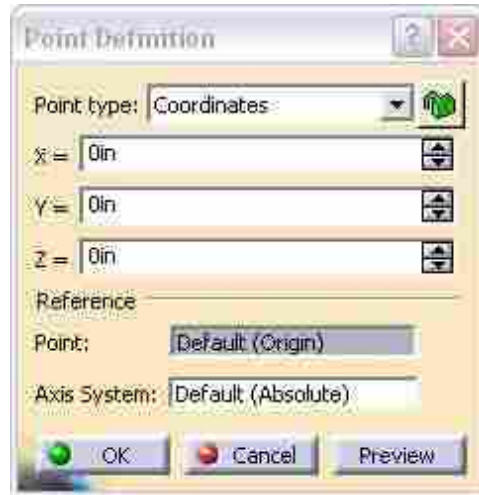 Point Definition
Point type: Coordinates
X = 0in
Y = 0in
Z = 0in
Reference
Point: Default (Origin)
Axis System: Default (Absolute)
OK Cancel Preview